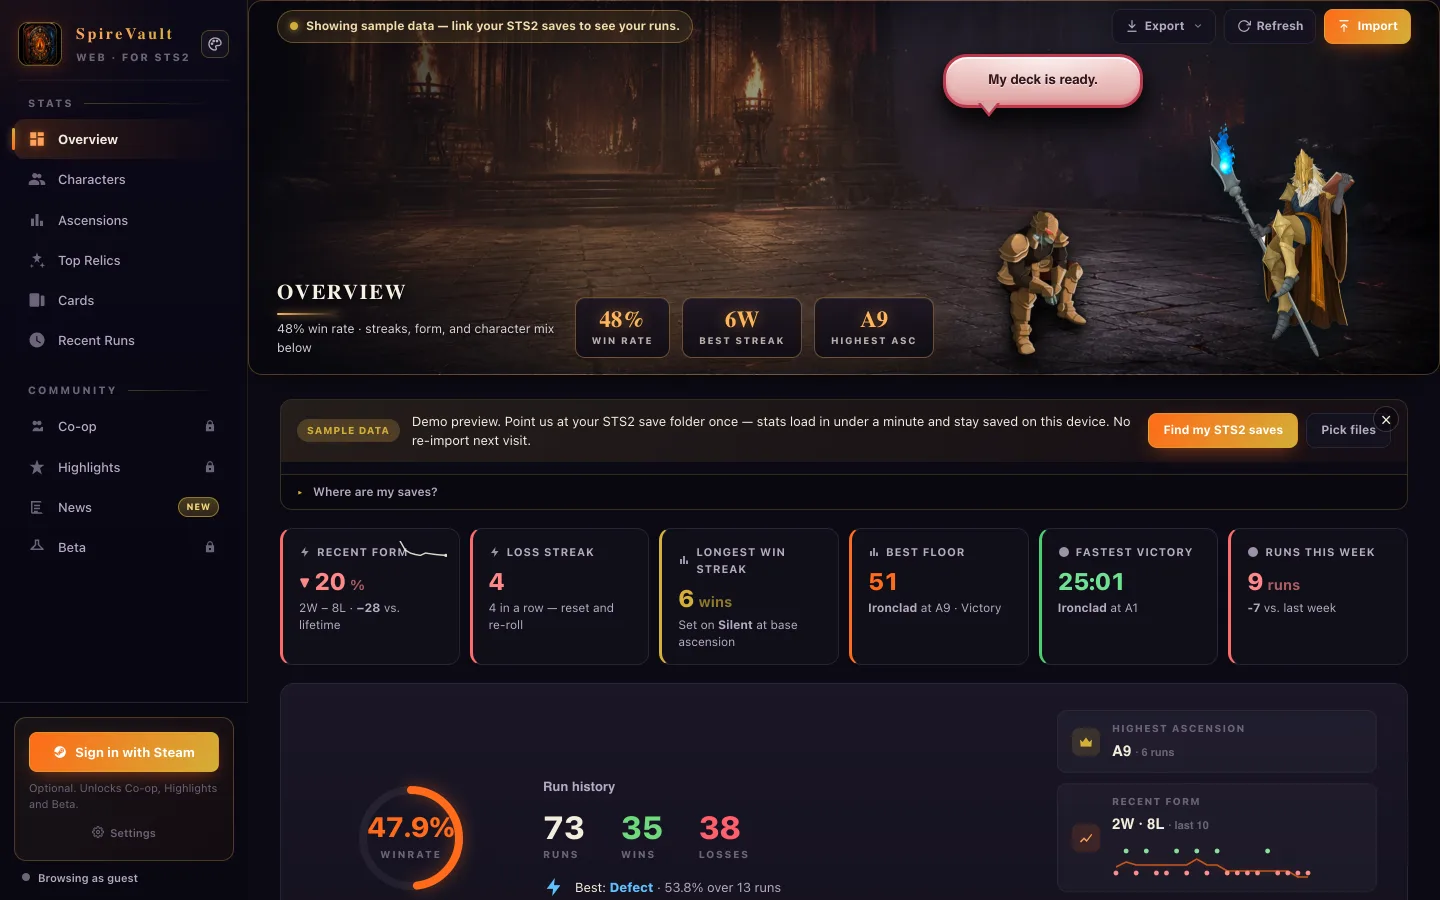 SpireVault
WEB · FOR STS2
STATS
Overview
Characters
Ascensions
Top Relics
Cards
Recent Runs
COMMUNITY
Co-op
Highlights
News
NEW
Beta
Sign in with Steam
Optional. Unlocks Co-op, Highlights
and Beta.
Settings
Browsing as guest
Showing sample data — link your STS2 saves to see your runs.
Export
Refresh
Import
My deck is ready.
OVERVIEW
48% win rate · streaks, form, and character mix
below
48%
WIN RATE
6W
BEST STREAK
A9
HIGHEST ASC
SAMPLE DATA
Demo preview. Point us at your STS2 save folder once — stats load in under a minute and stay saved on this device. No
re-import next visit.
Find my STS2 saves
Pick files
Where are my saves?
RECENT FORM
▼20 %
2W – 8L · −28 vs.
lifetime
LOSS STREAK
4
4 in a row — reset and
re-roll
LONGEST WIN
STREAK
6 wins
Set on Silent at base
ascension
BEST FLOOR
51
Ironclad at A9 · Victory
FASTEST VICTORY
25:01
Ironclad at A1
RUNS THIS WEEK
9 runs
-7 vs. last week
47.9%
WINRATE
Run history
73
RUNS
35
WINS
38
LOSSES
Best: Defect · 53.8% over 13 runs
HIGHEST ASCENSION
A9 · 6 runs
RECENT FORM
2W · 8L · last 10